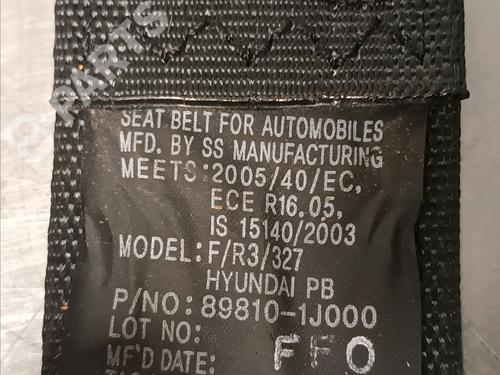 SEAT BELT FOR AUTOMOBILES
MFD. BY SS MANUFACTURING
MEETS:2005/40/EC,
ECE R16.05,
IS 15140/2003
MODEL:F/R3/327
HYUNDAI PB
P/NO:89810-1J000
LOT NO:
FFO
MF'D DATE:
PARTS